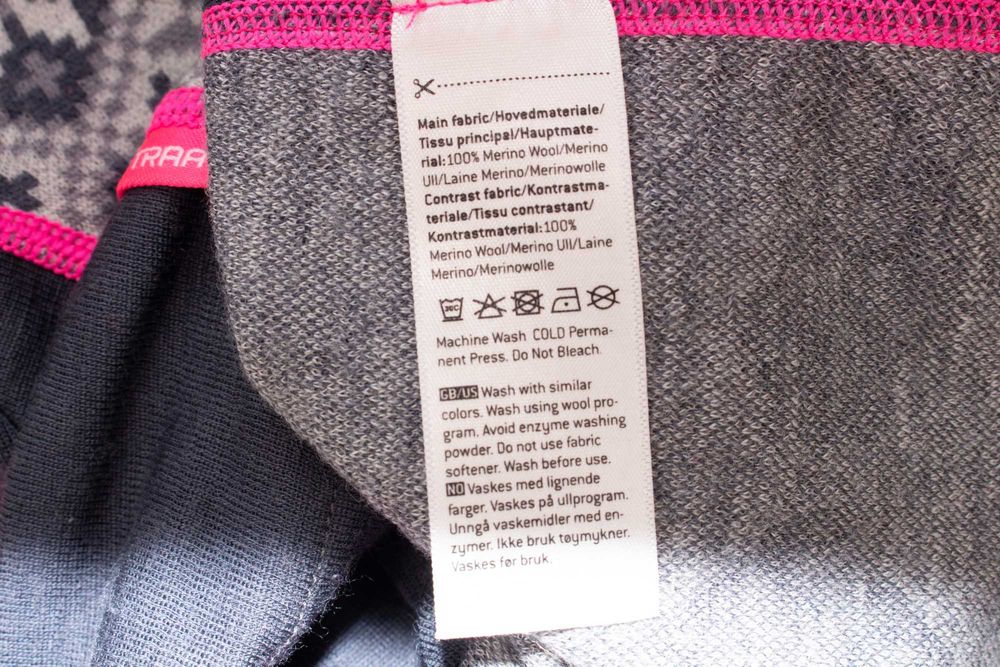 TRAA
Main fabric/Hovedmateriale/
Tissu principal/Hauptmate-
rial:100% Merino Wool/Merino
Ull/Laine Merino/Merinowolle
Contrast fabric/Kontrastma-
teriale/Tissu contrastant/
Kontrastmaterial:100%
Merino Wool/Merino Ull/Laine
Merino/Merinowolle
30C
Machine Wash COLD Perma-
nent Press. Do Not Bleach.
GB/US Wash with similar
colors. Wash using wool pro-
gram. Avoid enzyme washing
powder. Do not use fabric
softener. Wash before use.
NO Vaskes med lignende
farger. Vaskes på ullprogram.
Unngå vaskemidler med en-
zymer. Ikke bruk tøymykner.
Vaskes før bruk.